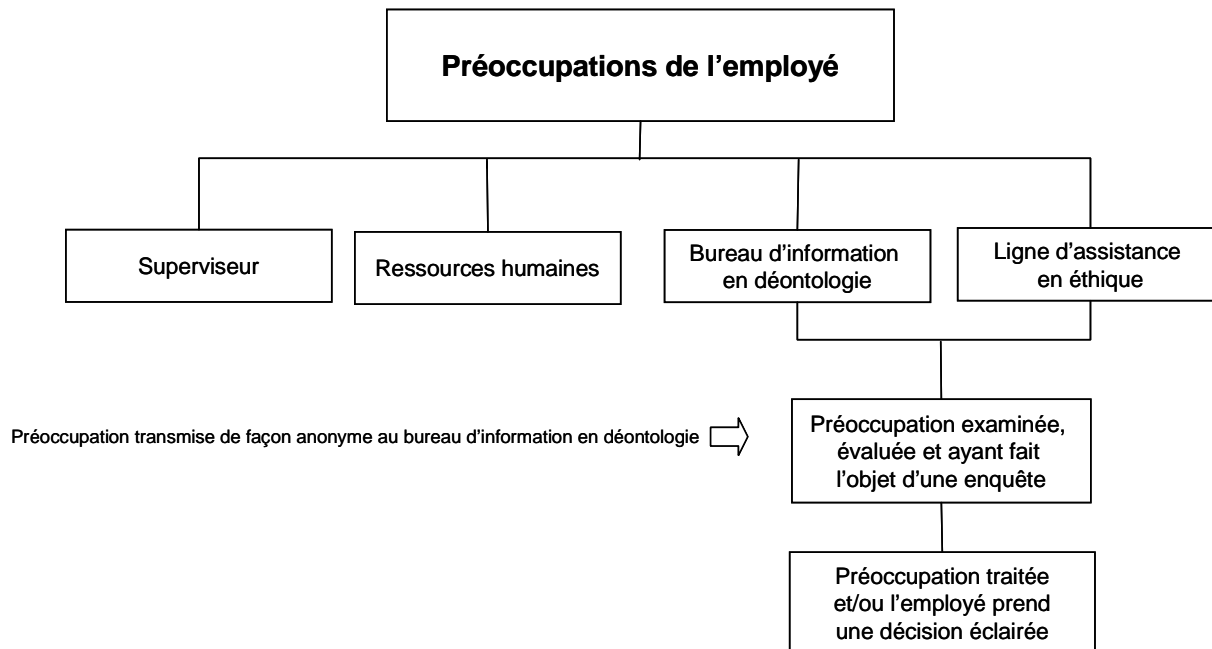 Préoccupations de l’employé
Superviseur
Ressources humaines
Bureau d’information
en déontologie
Ligne d’assistance
en éthique
Préoccupation transmise de façon anonyme au bureau d’information en déontologie
Préoccupation examinée,
évaluée et ayant fait
l’objet d’une enquête
Préoccupation traitée
et/ou l’employé prend
une décision éclairée